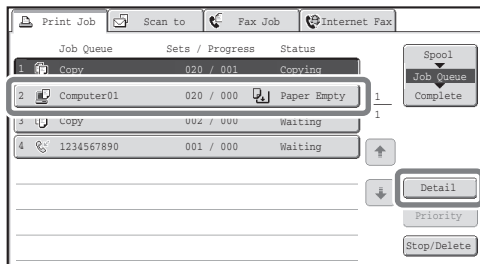 Print Job Scan to Fax Job Internet Fax
Job Queue Sets / Progress Status
1 Copy 020 / 001 Copying
2 Computer01 020 / 000 Paper Empty
3 Copy 002 / 000 Waiting
4 1234567890 001 / 000 Waiting
1
1
Spool
Job Queue
Complete
Detail
Priority
Stop/Delete